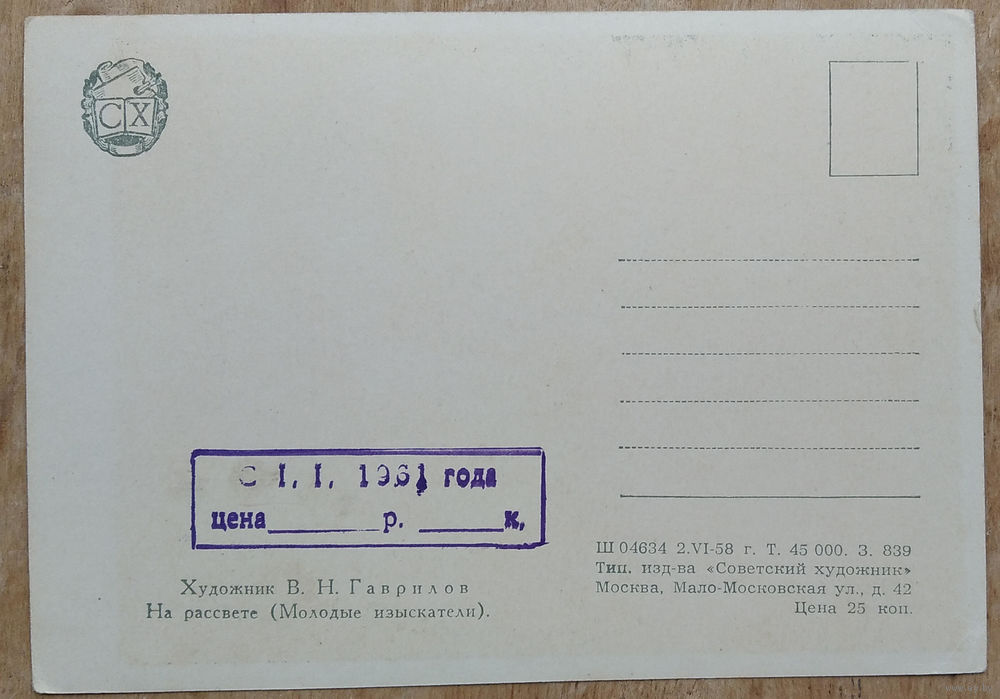 СХ
С I. I. 1961 года
цена р. к.
Художник В. Н. Гаврилов
На рассвете (Молодые изыскатели).
Ш 04634 2.VI-58 г. Т. 45 000. З. 839
Тип. изд-ва «Советский художник»
Москва, Мало-Московская ул., д. 42
Цена 25 коп.